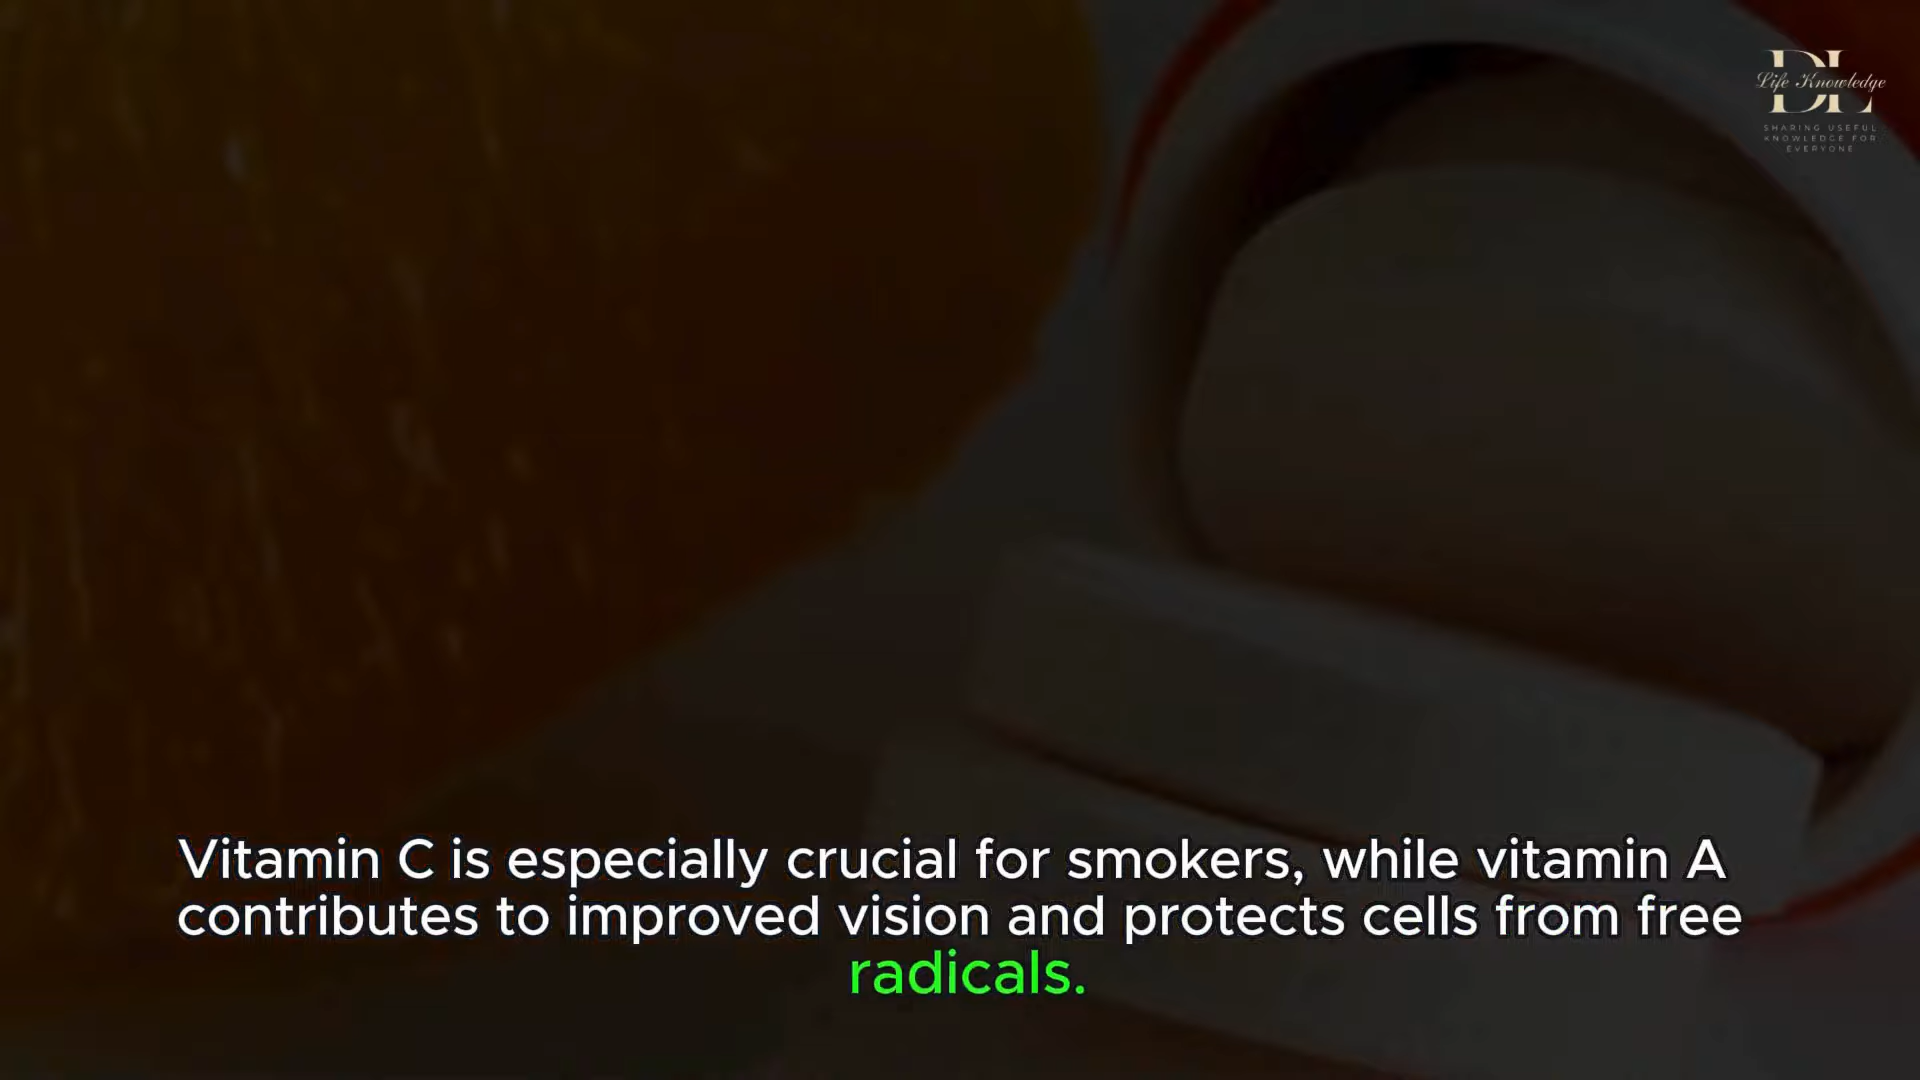 DL
Life Knowledge
SHARING USEFUL
KNOWLEDGE FOR
EVERYONE
Vitamin C is especially crucial for smokers, while vitamin A
contributes to improved vision and protects cells from free
radicals.